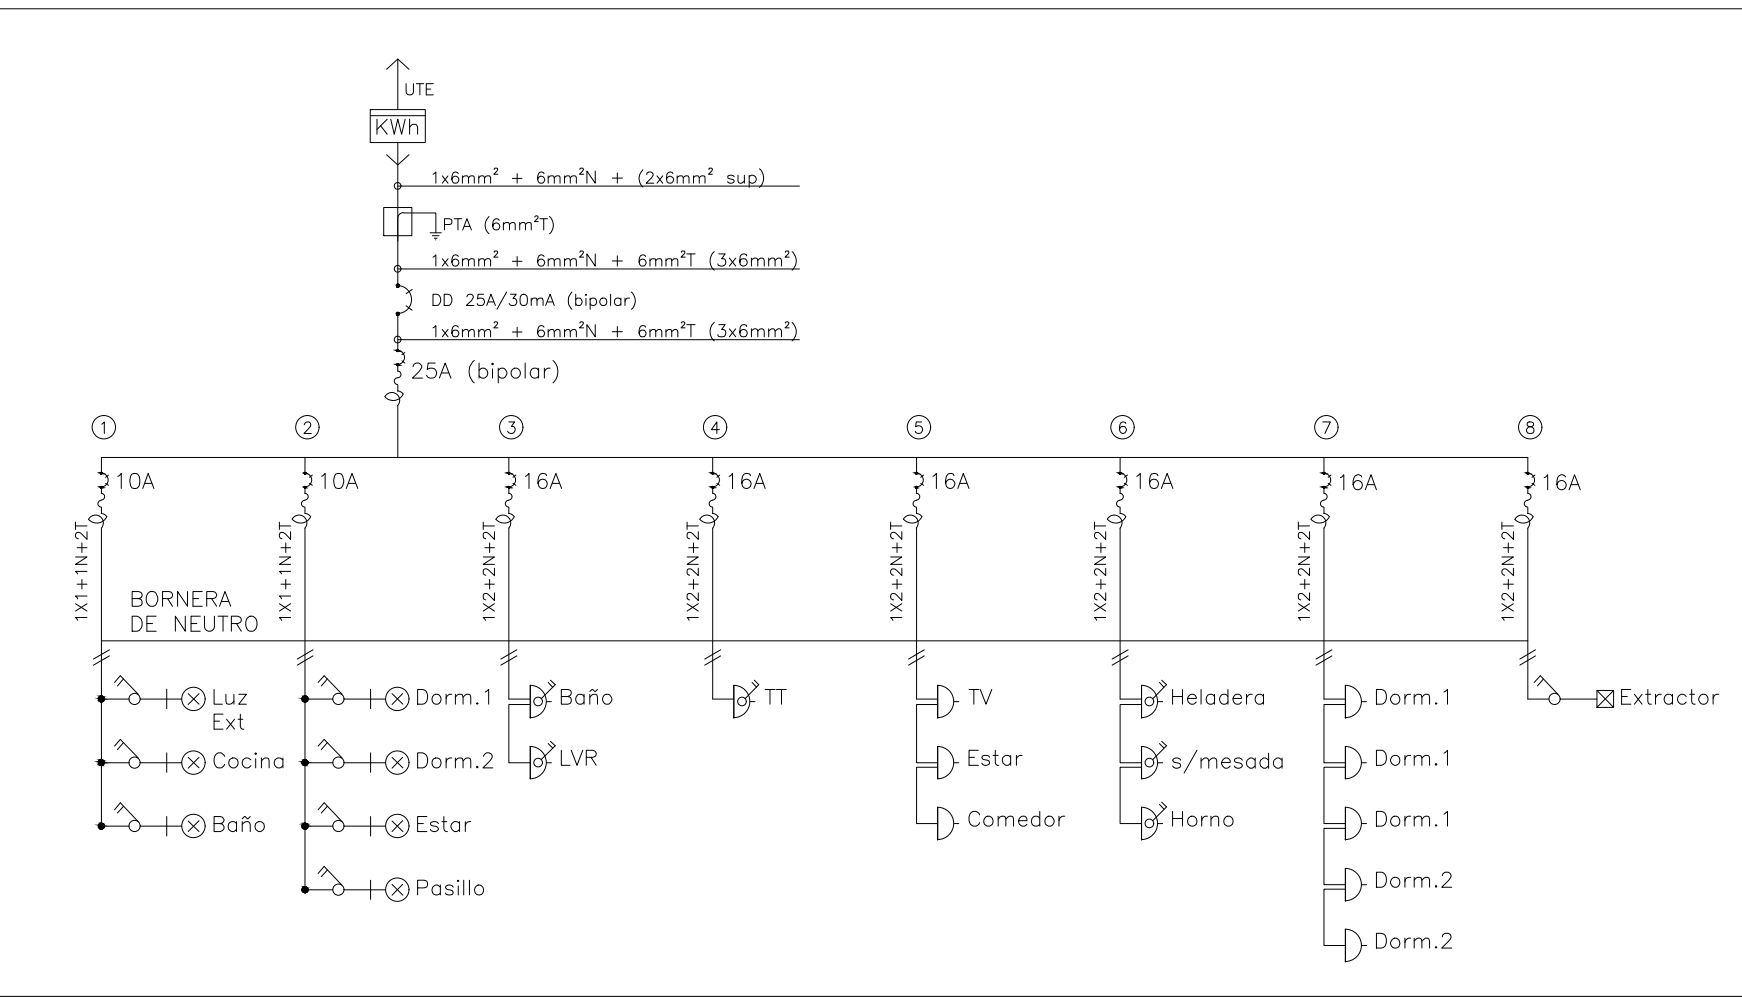 UTE
KWh
1x6mm² + 6mm²N + (2x6mm² sup)
PTA (6mm²T)
1x6mm² + 6mm²N + 6mm²T (3x6mm²)
DD 25A/30mA (bipolar)
1x6mm² + 6mm²N + 6mm²T (3x6mm²)
25A (bipolar)
1 2 3 4 5 6 7 8
10A 10A 16A 16A 16A 16A 16A 16A
1X1+1N+2T 1X1+1N+2T 1X2+2N+2T 1X2+2N+2T 1X2+2N+2T 1X2+2N+2T 1X2+2N+2T 1X2+2N+2T
BORNERA
DE NEUTRO
Luz
Ext
Cocina
Baño
Dorm.1
Dorm.2
Estar
Pasillo
Baño
LVR
TT
TV
Estar
Comedor
Heladera
s/mesada
Horno
Dorm.1
Dorm.1
Dorm.1
Dorm.2
Dorm.2
Extractor